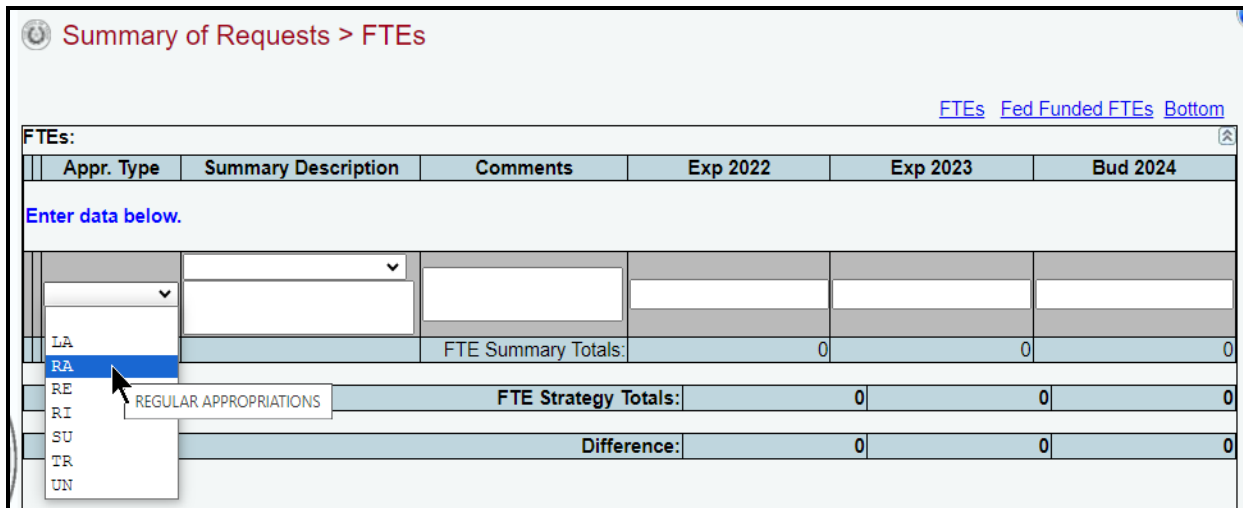 Summary of Requests > FTEs
FTEs Fed Funded FTEs Bottom
FTEs:
Appr. Type Summary Description Comments Exp 2022 Exp 2023 Bud 2024
Enter data below.
LA
FTE Summary Totals: 0 0 0
RA
RE
REGULAR APPROPRIATIONS
FTE Strategy Totals: 0 0 0
RI
SU
Difference: 0 0 0
TR
UN